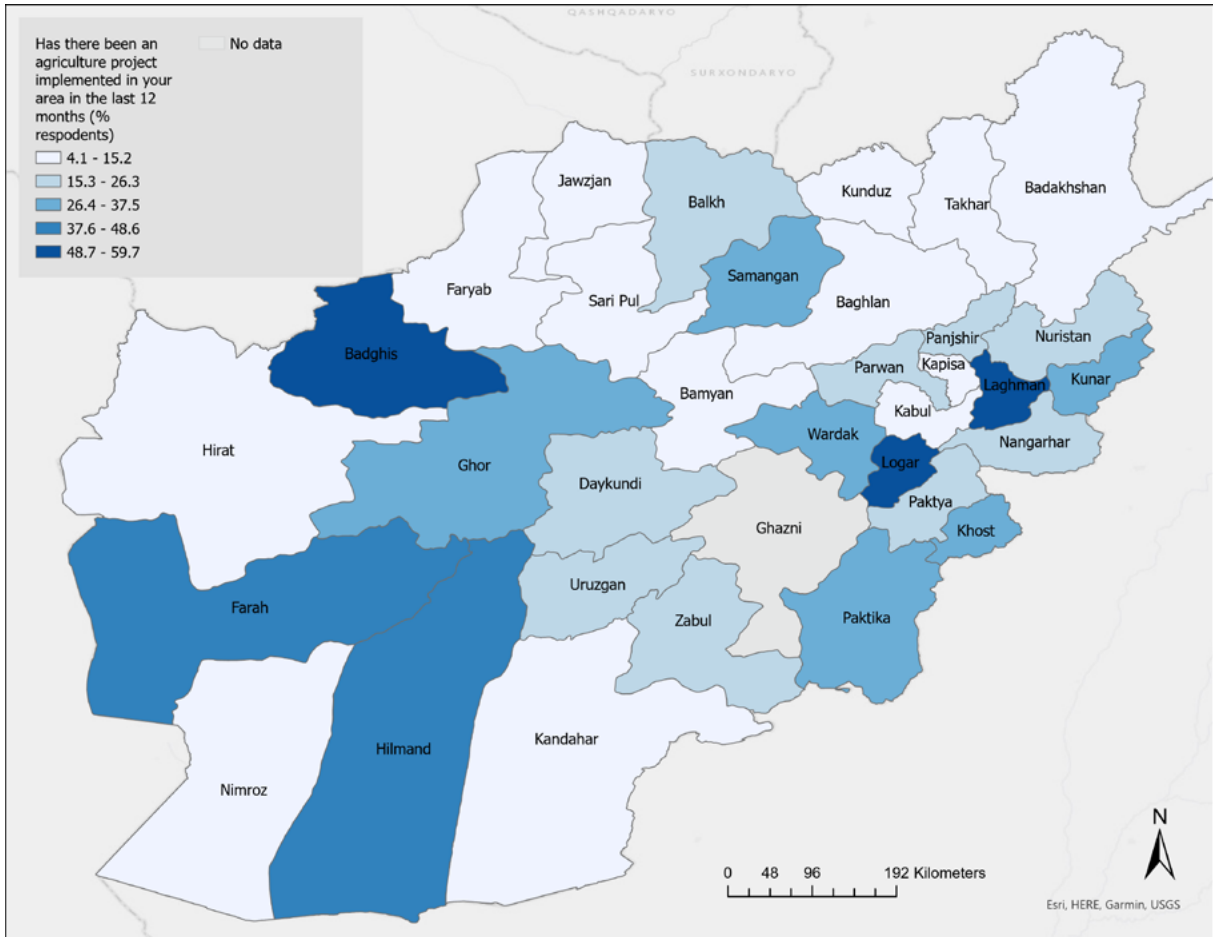 QASHQADARYO
SURXONDARYO
Has there been an
agriculture project
implemented in your
area in the last 12
months (%
respodents)
No data
4.1 - 15.2
15.3 - 26.3
26.4 - 37.5
37.6 - 48.6
48.7 - 59.7
Jawzjan
Balkh
Kunduz
Takhar
Badakhshan
Faryab
Sari Pul
Samangan
Baghlan
Badghis
Panjshir
Nuristan
Parwan
Kapisa
Laghman
Kunar
Bamyan
Kabul
Hirat
Ghor
Wardak
Nangarhar
Logar
Daykundi
Paktya
Ghazni
Khost
Farah
Uruzgan
Zabul
Paktika
Hilmand
Kandahar
Nimroz
N
0 48 96 192 Kilometers
Esri, HERE, Garmin, USGS